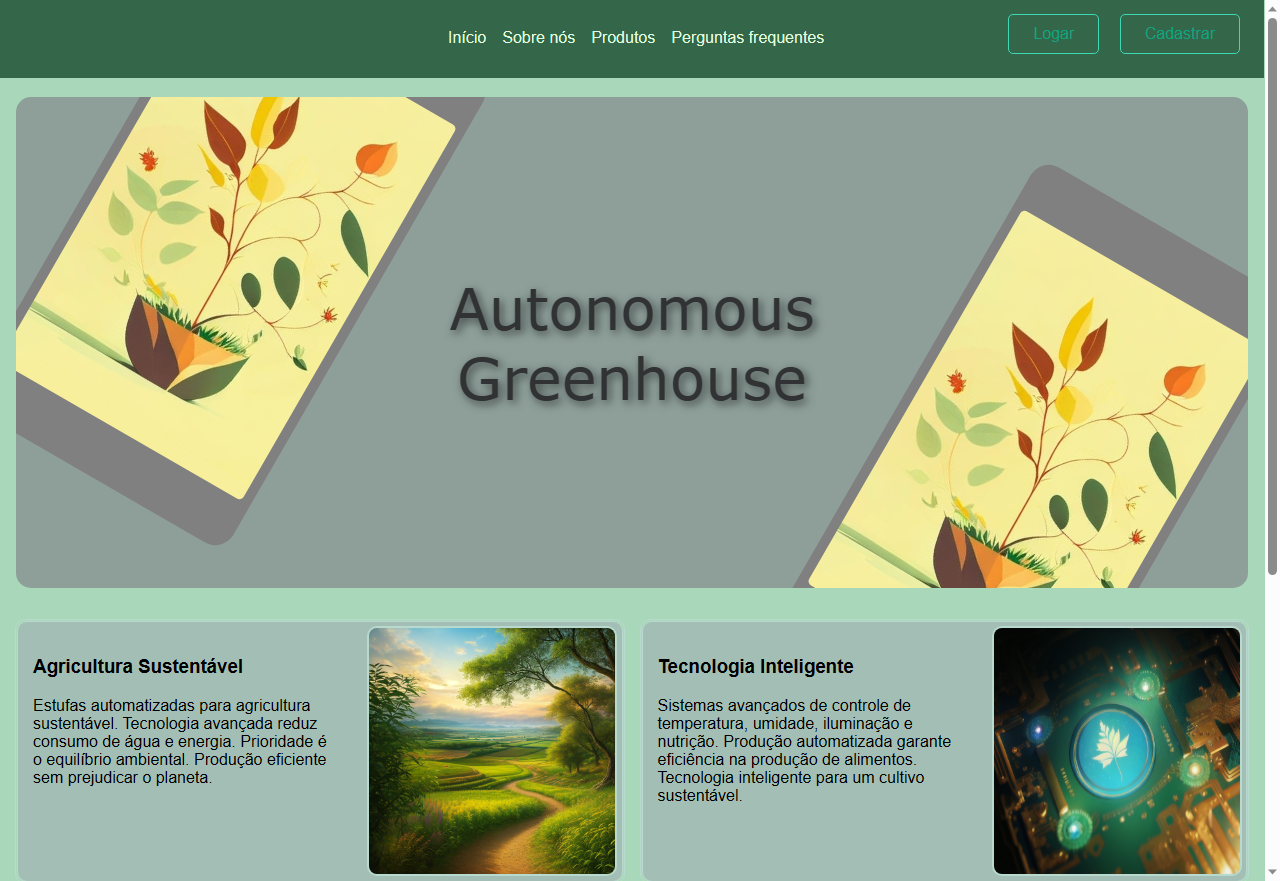 Início Sobre nós Produtos Perguntas frequentes Logar Cadastrar
Autonomous
Greenhouse
Agricultura Sustentável
Estufas automatizadas para agricultura
sustentável. Tecnologia avançada reduz
consumo de água e energia. Prioridade é
o equilíbrio ambiental. Produção eficiente
sem prejudicar o planeta.
Tecnologia Inteligente
Sistemas avançados de controle de
temperatura, umidade, iluminação e
nutrição. Produção automatizada garante
eficiência na produção de alimentos.
Tecnologia inteligente para um cultivo
sustentável.